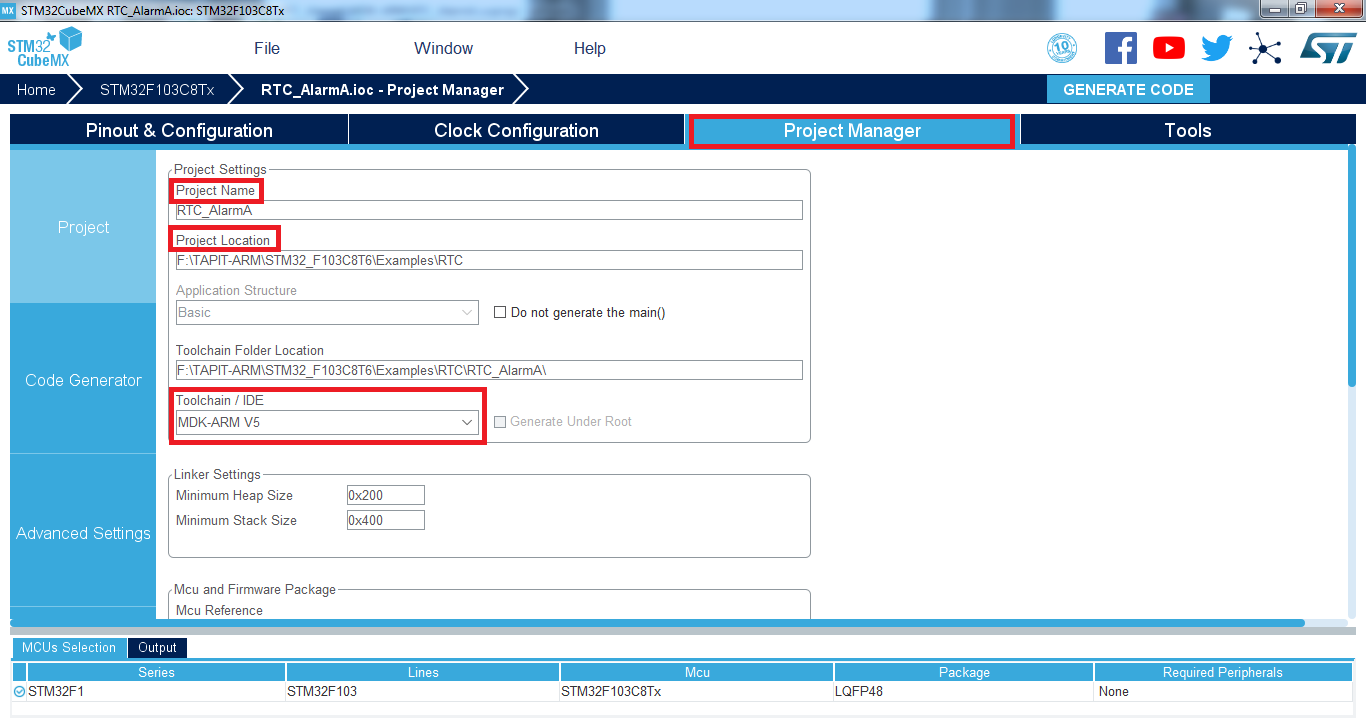 MX STM32CubeMX RTC_AlarmA.ioc: STM32F103C8Tx
STM32 CubeMX
File Window Help
10
ST
Home STM32F103C8Tx RTC_AlarmA.ioc - Project Manager GENERATE CODE
Pinout & Configuration Clock Configuration Project Manager Tools
Project
Code Generator
Advanced Settings
Project Settings
Project Name
RTC_AlarmA
Project Location
F:\TAPIT-ARM\STM32_F103C8T6\Examples\RTC
Application Structure
Basic Do not generate the main()
Toolchain Folder Location
F:\TAPIT-ARM\STM32_F103C8T6\Examples\RTC\RTC_AlarmA\
Toolchain / IDE
MDK-ARM V5 Generate Under Root
Linker Settings
Minimum Heap Size 0x200
Minimum Stack Size 0x400
Mcu and Firmware Package
Mcu Reference
MCUs Selection Output
Series Lines Mcu Package Required Peripherals
STM32F1 STM32F103 STM32F103C8Tx LQFP48 None